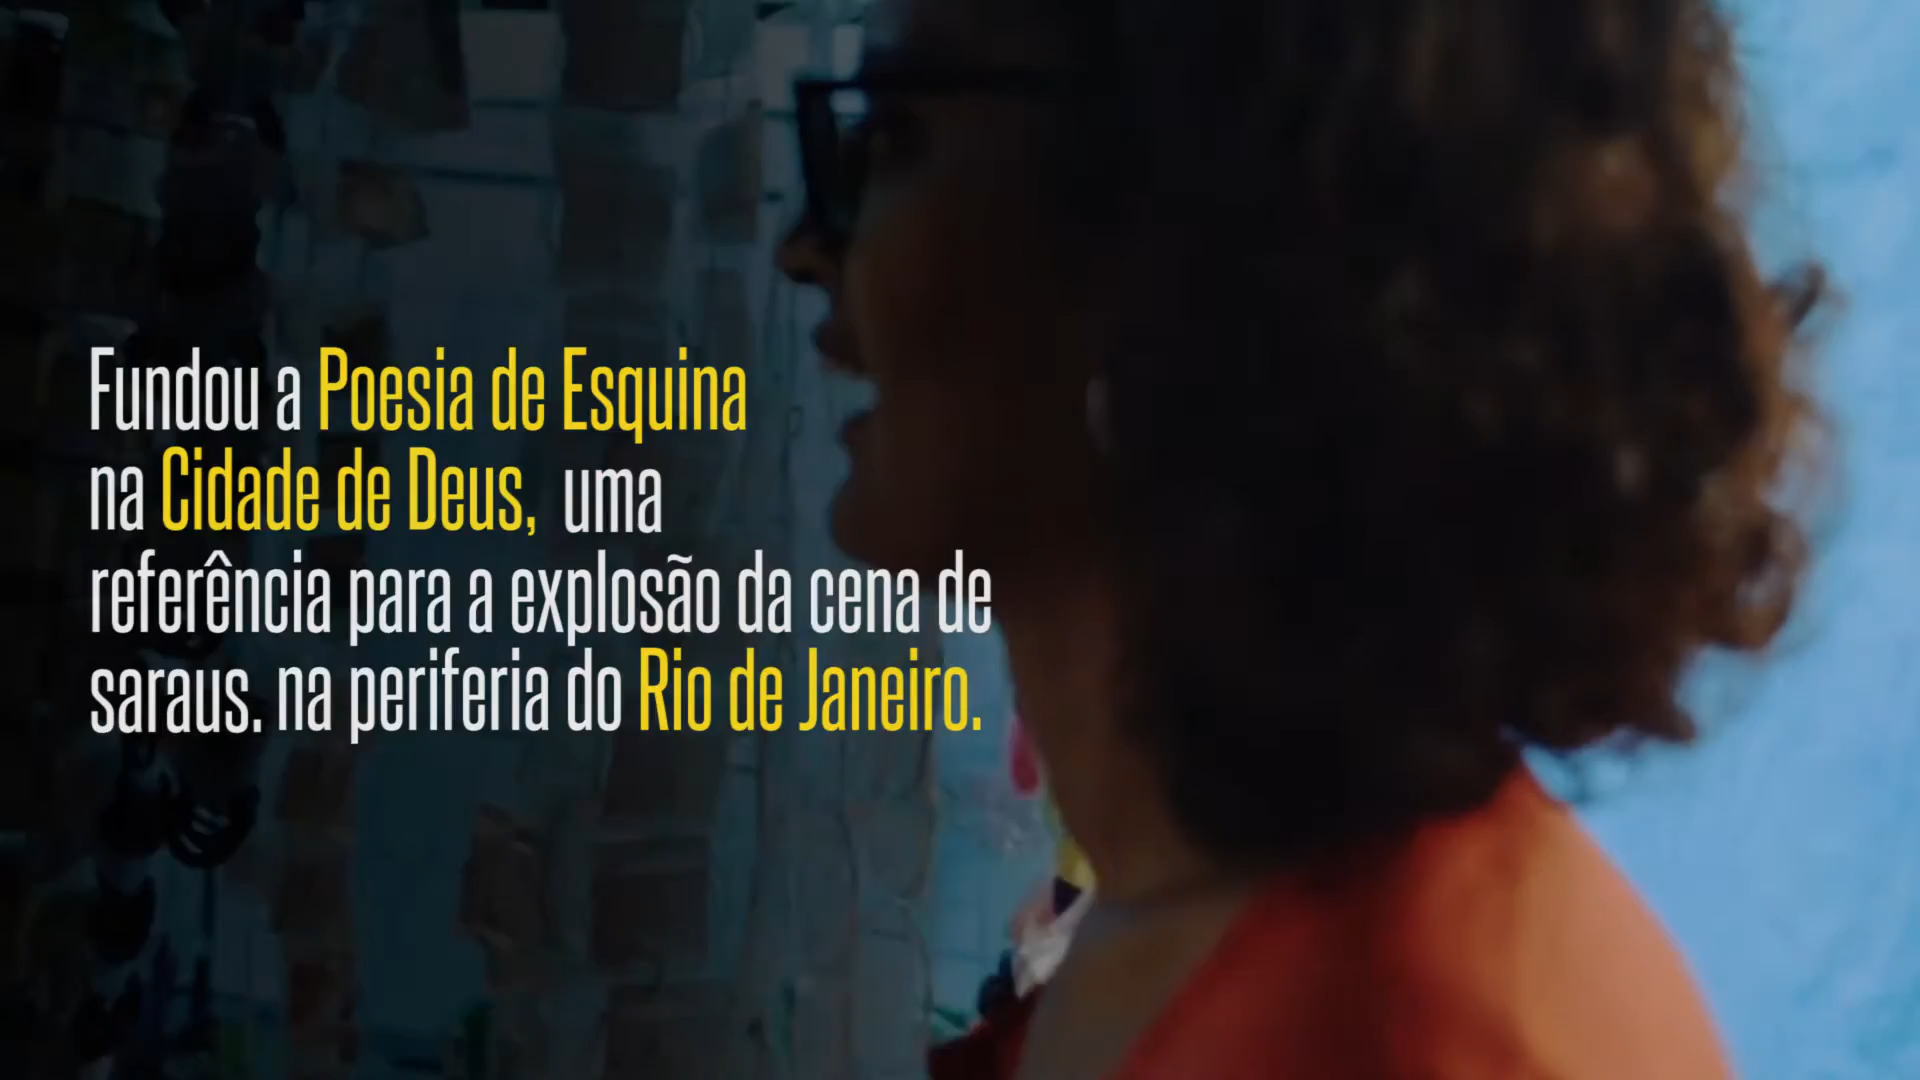 Fundou a Poesia de Esquina
na Cidade de Deus, uma
referência para a explosão da cena de
saraus. na periferia do Rio de Janeiro.